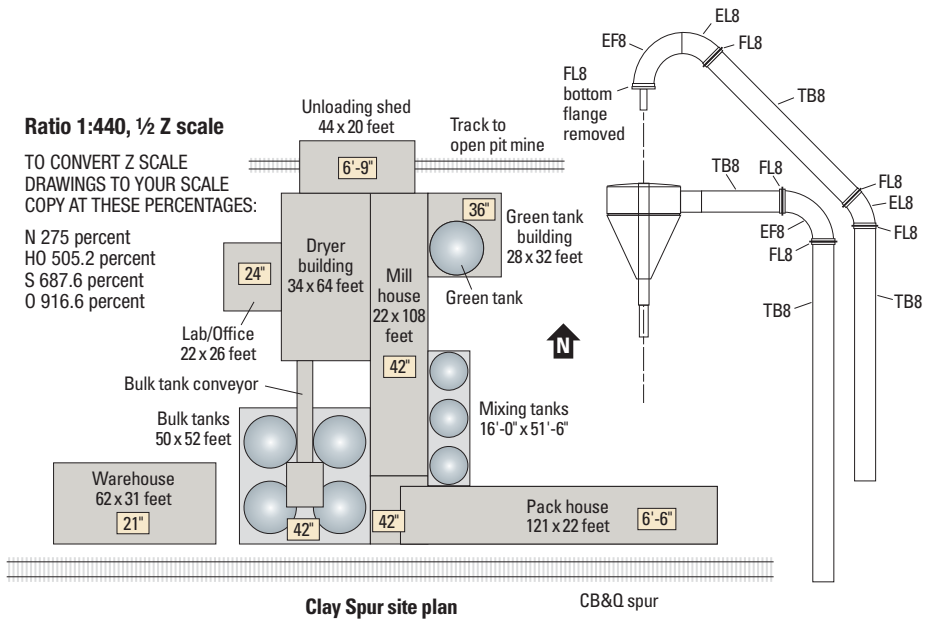 Ratio 1:440, ½ Z scale
TO CONVERT Z SCALE
DRAWINGS TO YOUR SCALE
COPY AT THESE PERCENTAGES:
N 275 percent
HO 505.2 percent
S 687.6 percent
O 916.6 percent
Unloading shed
44 x 20 feet
6'-9"
Track to
open pit mine
Dryer
building
34 x 64 feet
Mill
house
22 x 108
feet
42"
36"
Green tank
building
28 x 32 feet
Green tank
24"
Lab/Office
22 x 26 feet
Bulk tank conveyor
Bulk tanks
50 x 52 feet
42"
Mixing tanks
16'-0" x 51'-6"
N
Warehouse
62 x 31 feet
21"
42"
Pack house
121 x 22 feet
6'-6"
Clay Spur site plan
CB&Q spur
EL8
EF8
FL8
FL8
bottom
flange
removed
TB8
TB8
FL8
FL8
EL8
EF8
FL8
FL8
TB8
TB8